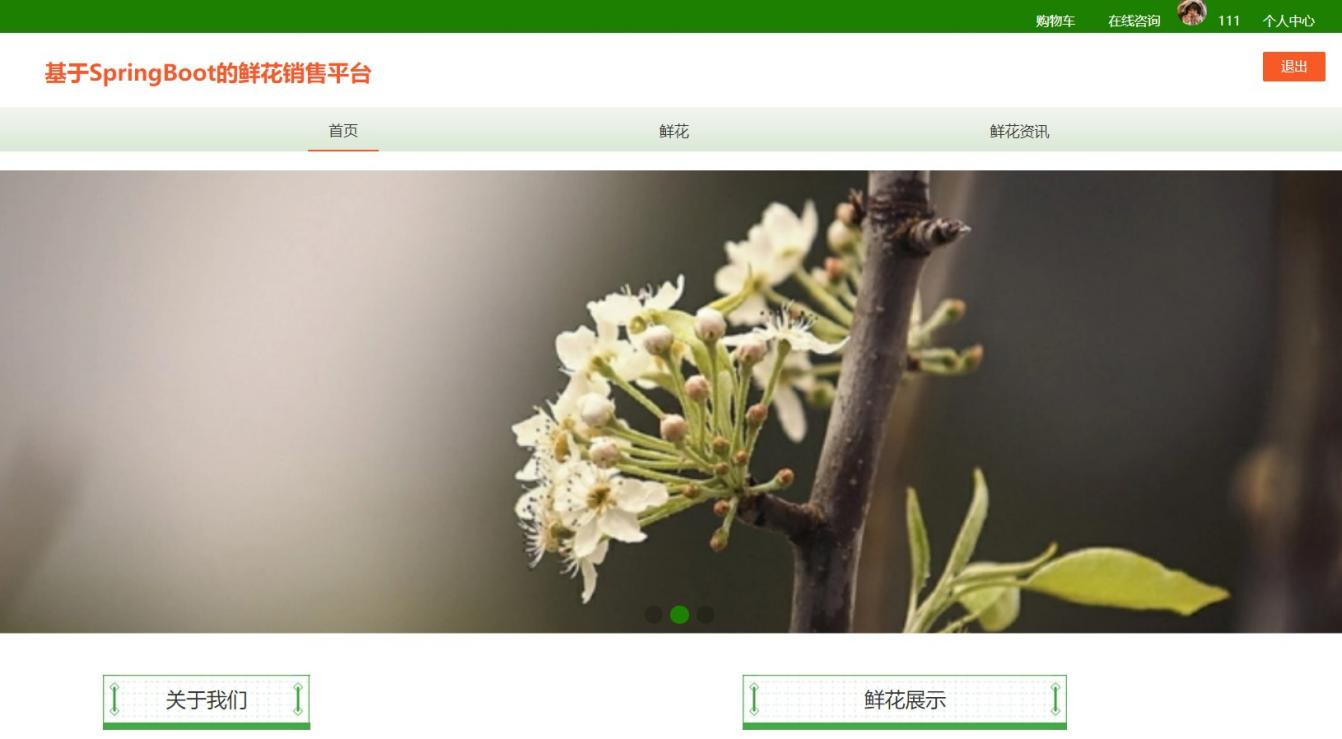 购物车 在线咨询 111 个人中心
基于SpringBoot的鲜花销售平台
退出
首页 鲜花 鲜花资讯
关于我们 鲜花展示